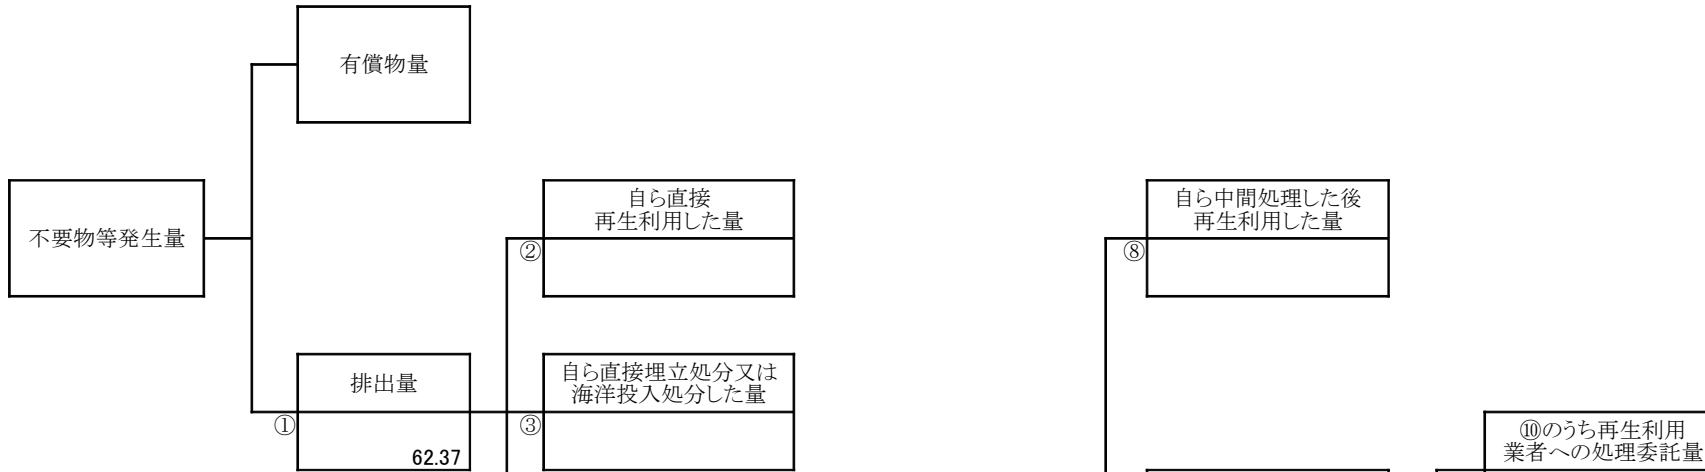 有償物量
不要物等発生量
自ら直接
再生利用した量
②
自ら中間処理した後
再生利用した量
⑧
排出量
①
62.37
自ら直接埋立処分又は
海洋投入処分した量
③
⑩のうち再生利用
業者への処理委託量